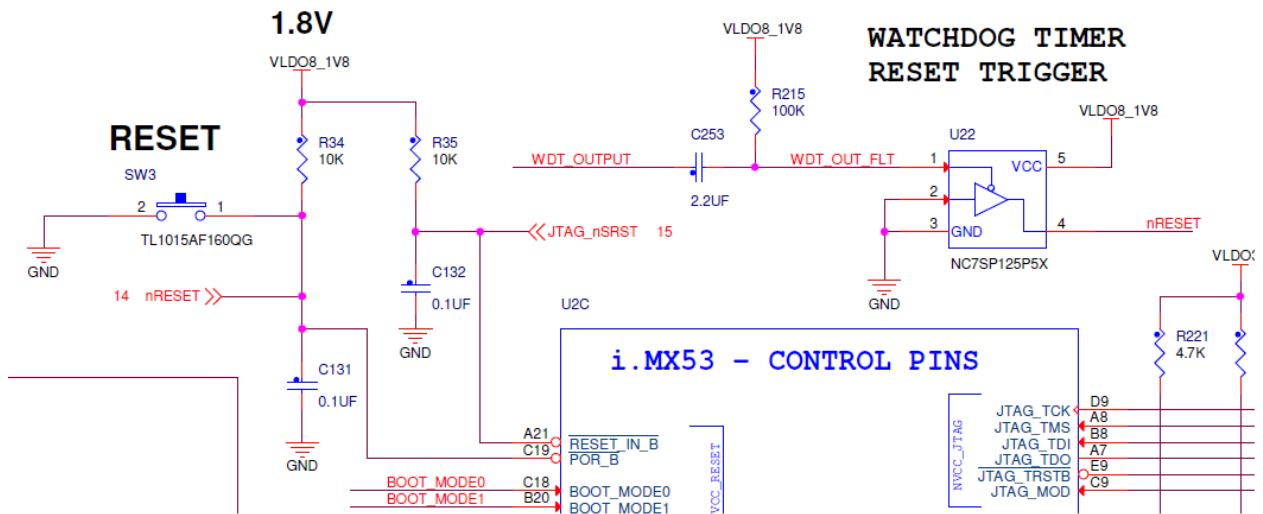 1.8V
VLDO8_1V8
RESET
SW3
2
1
TL1015AF160QG
GND
R34
10K
R35
10K
14 nRESET
JTAG_nSRST 15
C132
0.1UF
GND
C131
0.1UF
GND
VLDO8_1V8
WATCHDOG TIMER
RESET TRIGGER
R215
100K
C253
2.2UF
WDT_OUTPUT
WDT_OUT_FLT
VLDO8_1V8
U22
1
2
3
VCC
5
GND
4
nRESET
NC7SP125P5X
GND
R221
4.7K
U2C
i.MX53 - CONTROL PINS
A21
RESET_IN_B
C19
POR_B
BOOT_MODE0
C18
BOOT_MODE0
BOOT_MODE1
B20
BOOT_MODE1
VCC_RESET
NVCC_JTAG
JTAG_TCK
D9
JTAG_TMS
A8
JTAG_TDI
B8
JTAG_TDO
A7
JTAG_TRSTB
E9
JTAG_MOD
C9